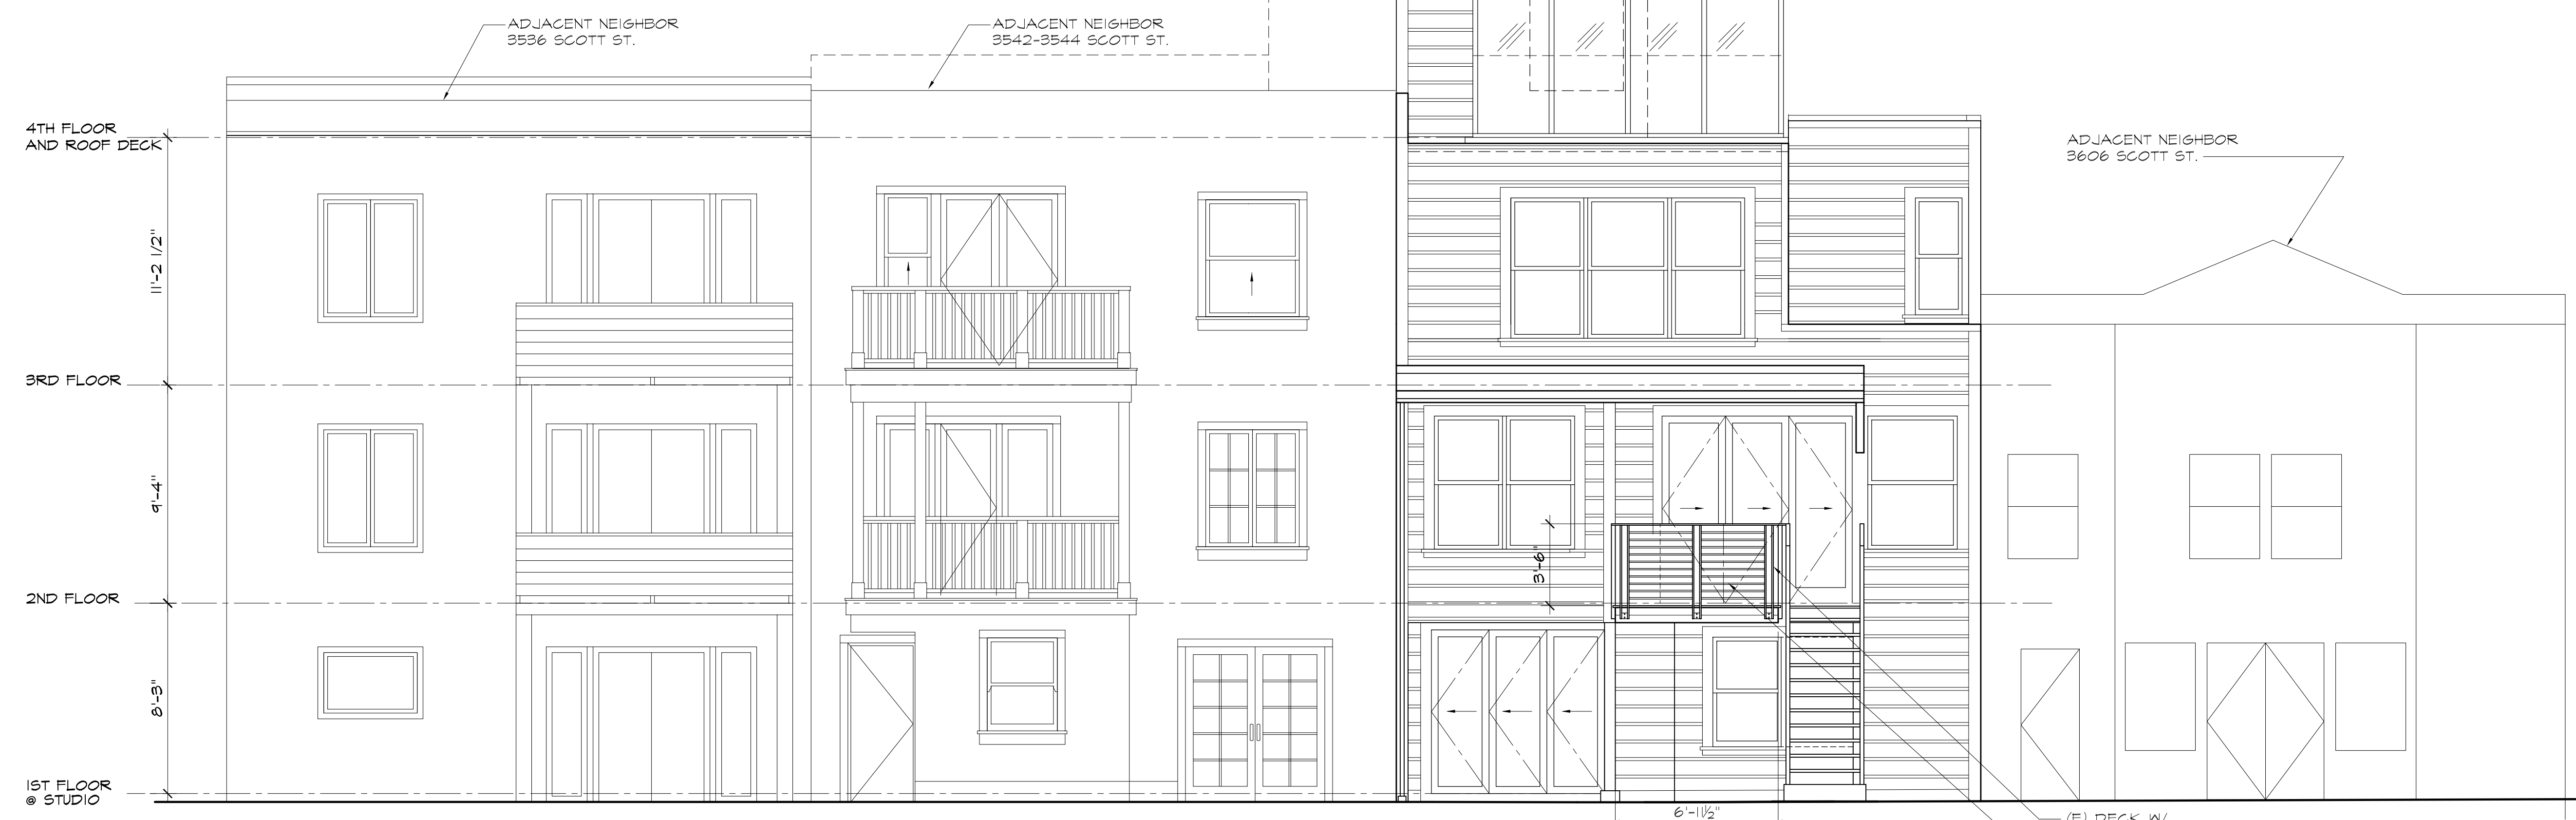 ADJACENT NEIGHBOR
3536 SCOTT ST.
ADJACENT NEIGHBOR
3542-3544 SCOTT ST.
4TH FLOOR
AND ROOF DECK
ADJACENT NEIGHBOR
3606 SCOTT ST.
11'-2 1/2"
3RD FLOOR
9'-4"
3'-6"
2ND FLOOR
8'-3"
1ST FLOOR
@ STUDIO
6'-11½"
(E) DECK W/